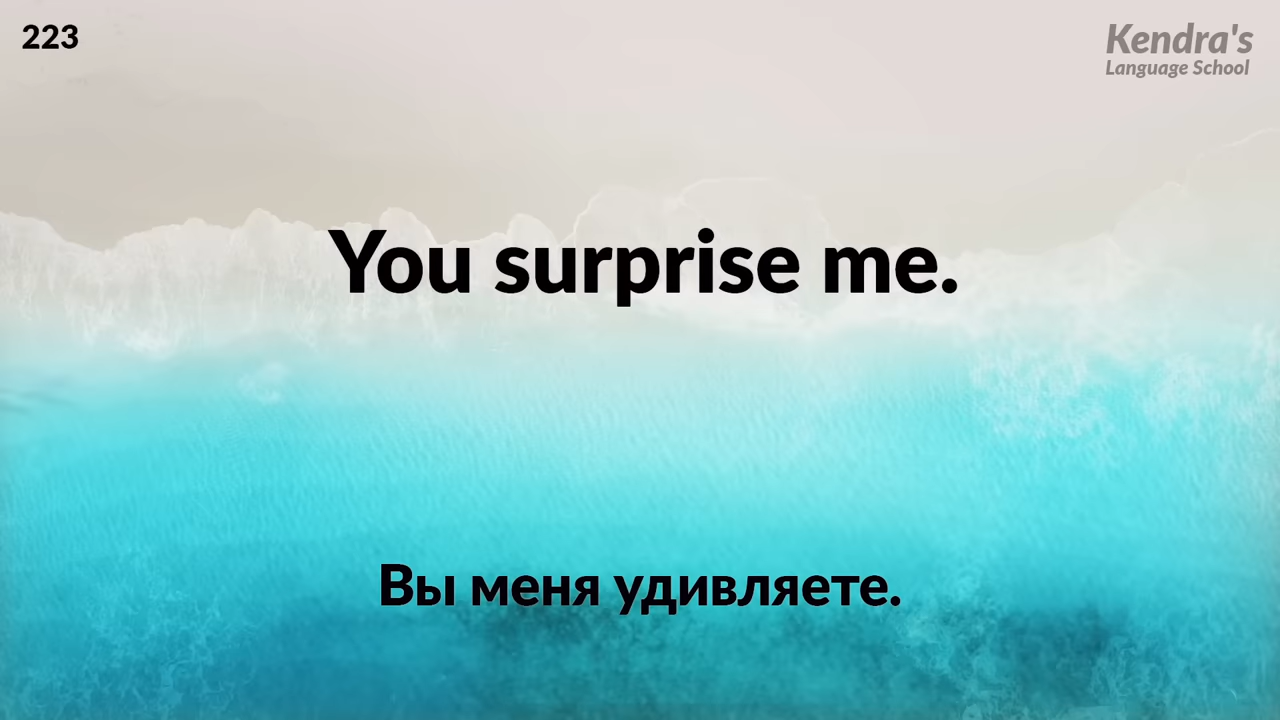 223
Kendra's
Language School
You surprise me.
Вы меня удивляете.